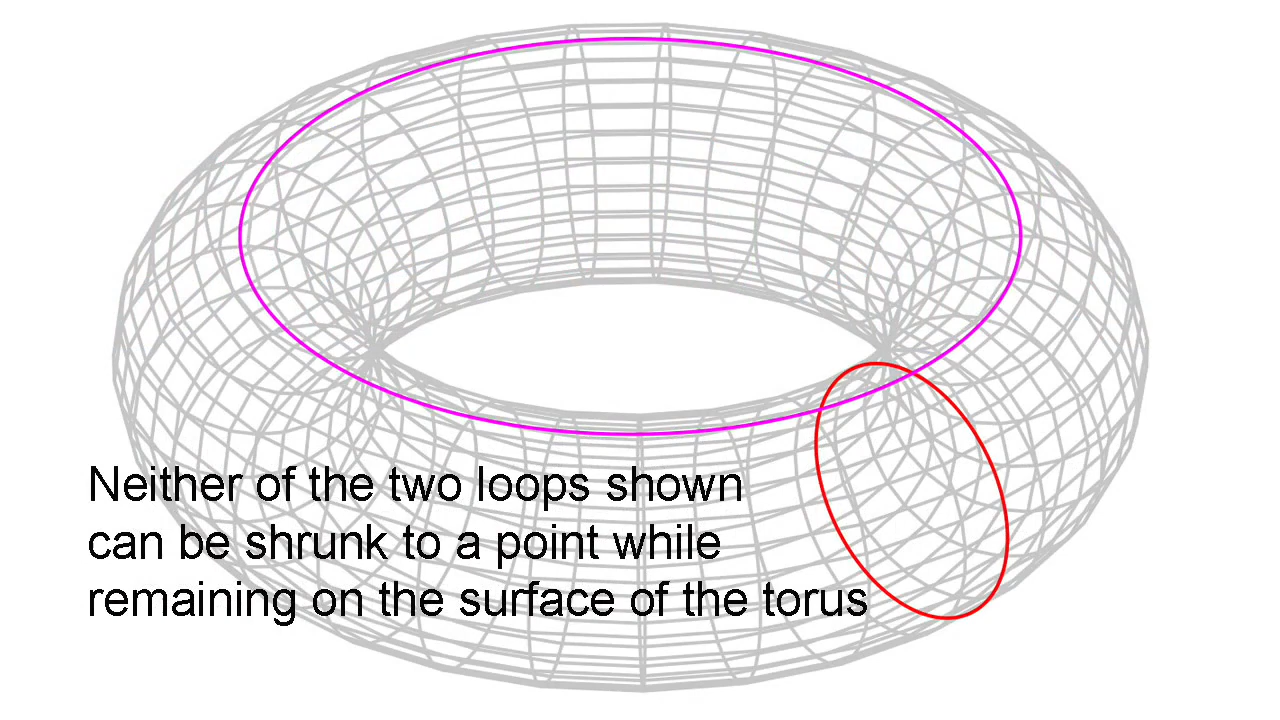 Neither of the two loops shown
can be shrunk to a point while
remaining on the surface of the torus